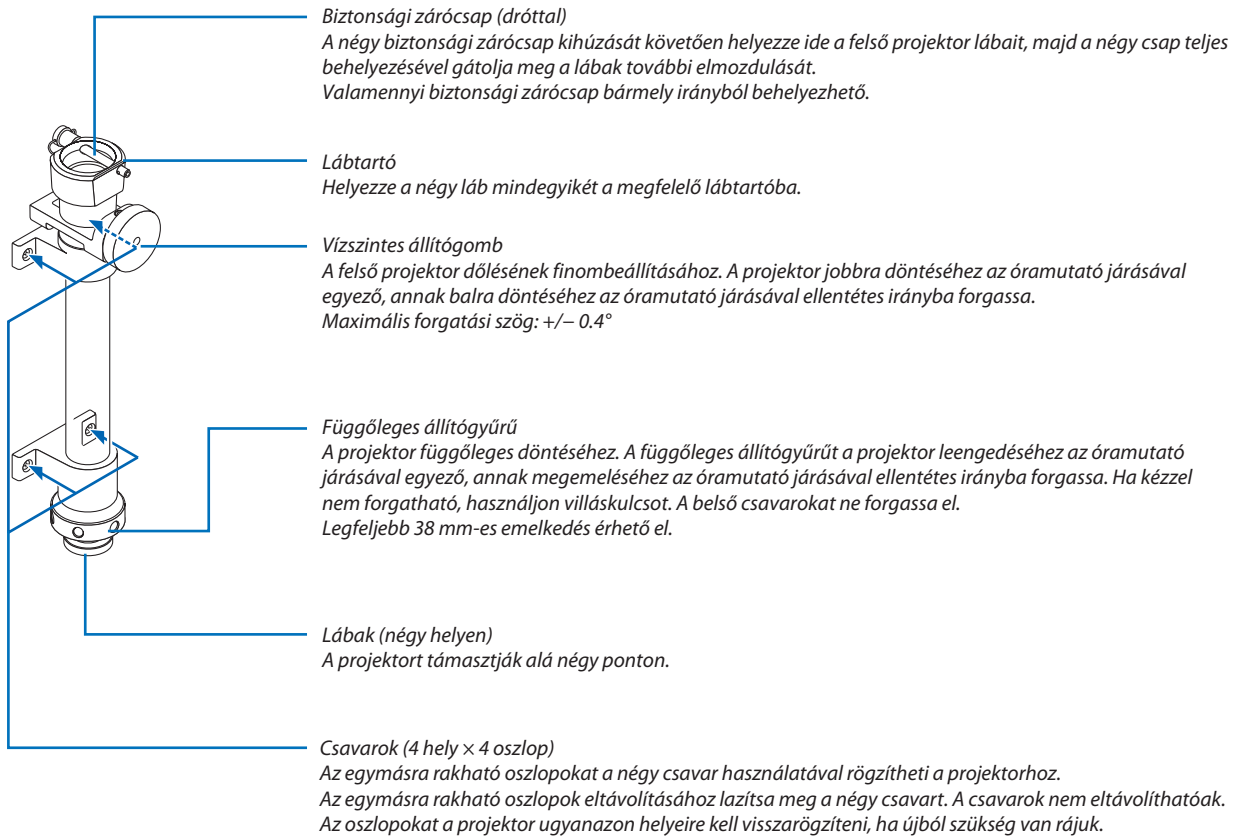 Biztonsági zárócsap (dróttal)
A négy biztonsági zárócsap kihúzását követően helyezze ide a felső projektor lábait, majd a négy csap teljes
behelyezésével gátolja meg a lábak további elmozdulását.
Valamennyi biztonsági zárócsap bármely irányból behelyezhető.
Lábtartó
Helyezze a négy láb mindegyikét a megfelelő lábtartóba.
Vízszintes állítógomb
A felső projektor dőlésének finombeállításához. A projektor jobbra döntéséhez az óramutató járásával
egyező, annak balra döntéséhez az óramutató járásával ellentétes irányba forgassa.
Maximális forgatási szög: +/− 0.4°
Függőleges állítógyűrű
A projektor függőleges döntéséhez. A függőleges állítógyűrűt a projektor leengedéséhez az óramutató
járásával egyező, annak megemeléséhez az óramutató járásával ellentétes irányba forgassa. Ha kézzel
nem forgatható, használjon villáskulcsot. A belső csavarokat ne forgassa el.
Legfeljebb 38 mm-es emelkedés érhető el.
Lábak (négy helyen)
A projektort támasztják alá négy ponton.
Csavarok (4 hely × 4 oszlop)
Az egymásra rakható oszlopokat a négy csavar használatával rögzítheti a projektorhoz.
Az egymásra rakható oszlopok eltávolításához lazítsa meg a négy csavart. A csavarok nem eltávolíthatóak.
Az oszlopokat a projektor ugyanazon helyeire kell visszarögzíteni, ha újból szükség van rájuk.